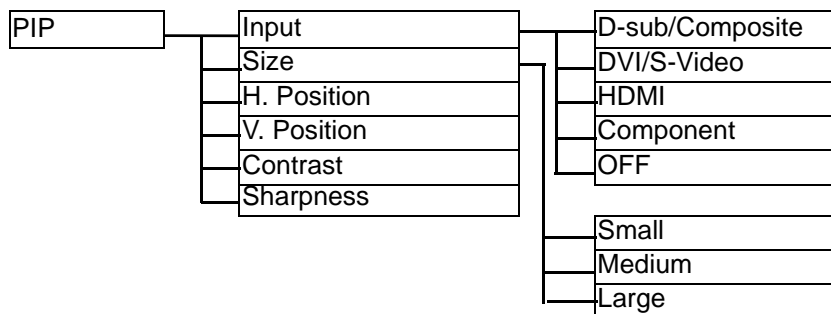 PIP
Input
Size
H. Position
V. Position
Contrast
Sharpness
D-sub/Composite
DVI/S-Video
HDMI
Component
OFF
Small
Medium
Large